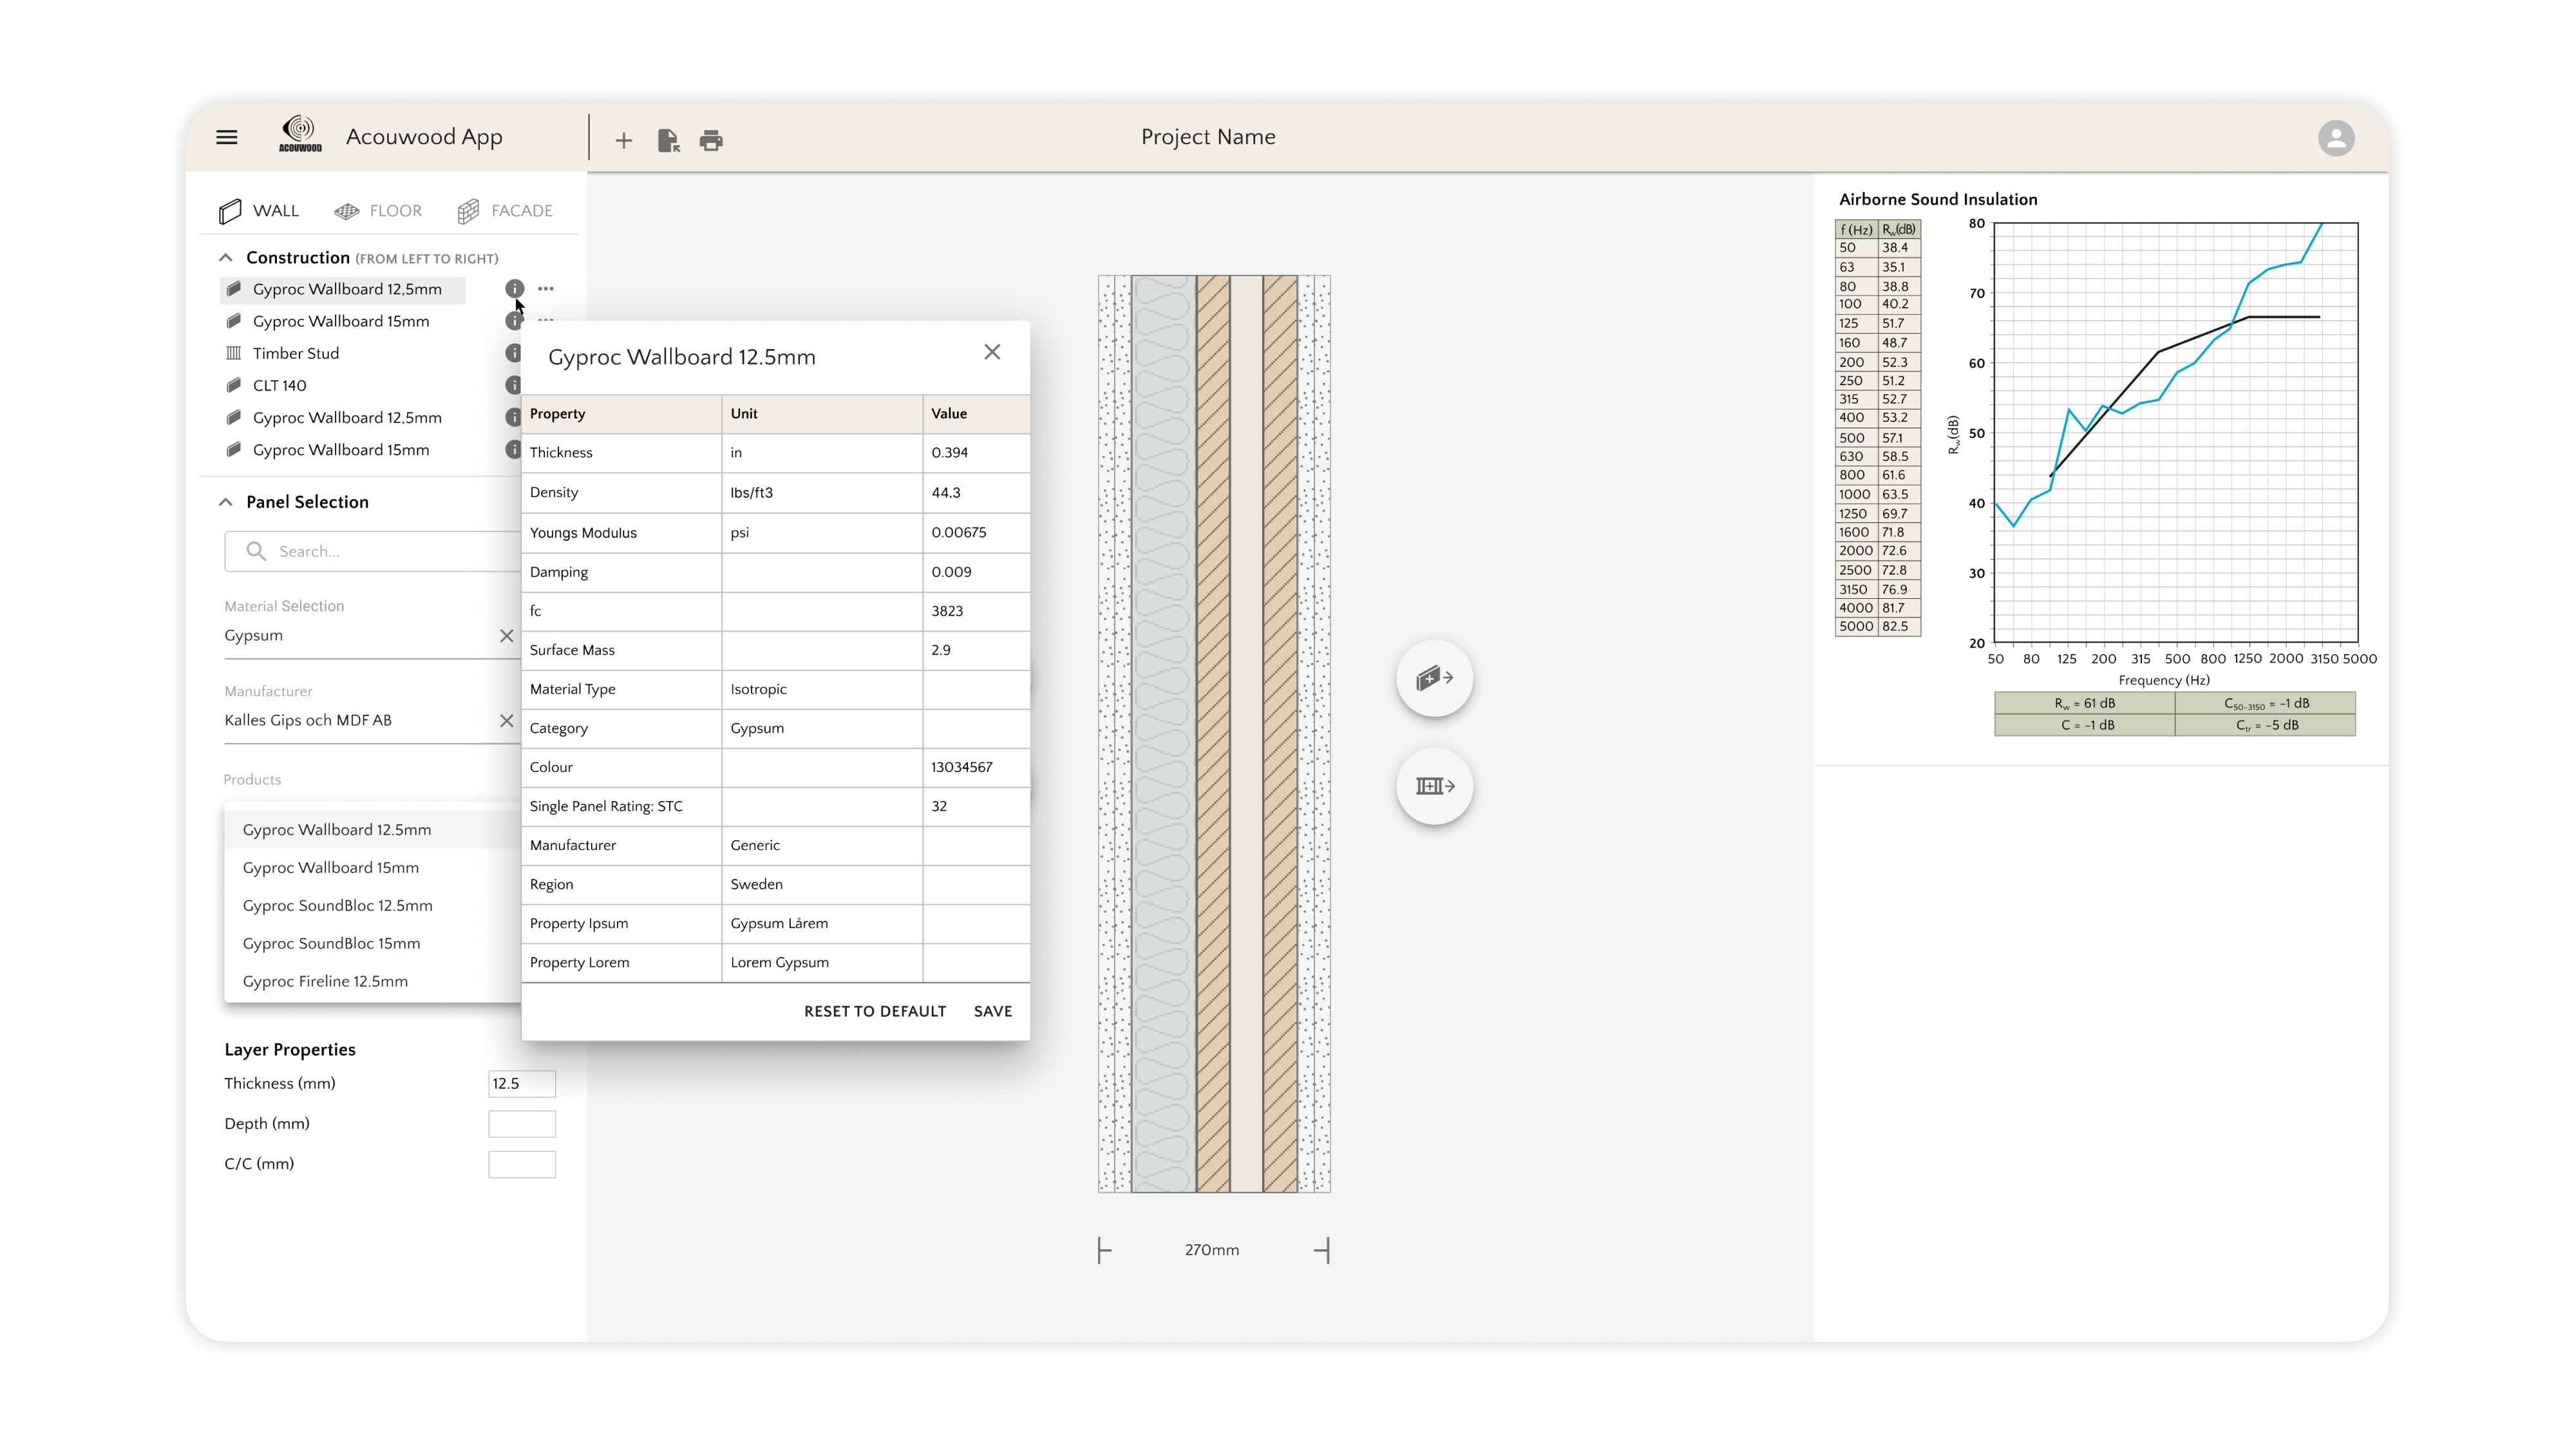 ACOUWOOD
Acouwood App
Project Name
WALL
FLOOR
FACADE
Construction (FROM LEFT TO RIGHT)
Gyproc Wallboard 12,5mm
Gyproc Wallboard 15mm
Timber Stud
CLT 140
Gyproc Wallboard 12,5mm
Gyproc Wallboard 15mm
Panel Selection
Search...
Material Selection
Gypsum
Manufacturer
Kalles Gips och MDF AB
Products
Gyproc Wallboard 12.5mm
Gyproc Wallboard 15mm
Gyproc SoundBloc 12.5mm
Gyproc SoundBloc 15mm
Gyproc Fireline 12.5mm
Layer Properties
Thickness (mm) 12.5
Depth (mm)
C/C (mm)
Gyproc Wallboard 12.5mm
Property Unit Value
Thickness in 0.394
Density lbs/ft3 44.3
Youngs Modulus psi 0.00675
Damping 0.009
fc 3823
Surface Mass 2.9
Material Type Isotropic
Category Gypsum
Colour 13034567
Single Panel Rating: STC 32
Manufacturer Generic
Region Sweden
Property Ipsum Gypsum Lårem
Property Lorem Lorem Gypsum
RESET TO DEFAULT SAVE
270mm
Airborne Sound Insulation
f (Hz) Rw(dB)
50 38.4
63 35.1
80 38.8
100 40.2
125 51.7
160 48.7
200 52.3
250 51.2
315 52.7
400 53.2
500 57.1
630 58.5
800 61.6
1000 63.5
1250 69.7
1600 71.8
2000 72.6
2500 72.8
3150 76.9
4000 81.7
5000 82.5
80
70
60
50
40
30
20
Rw(dB)
50 80 125 200 315 500 800 1250 2000 3150 5000
Frequency (Hz)
Rw = 61 dB C50-3150 = -1 dB
C = -1 dB Ctr = -5 dB